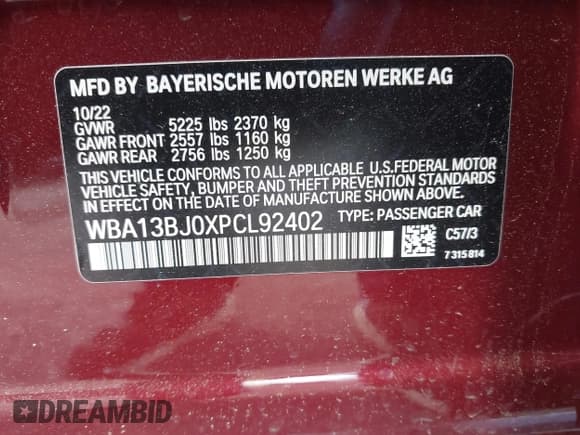 MFD BY BAYERISCHE MOTOREN WERKE AG
10/22
GVWR 5225 lbs 2370 kg
GAWR FRONT 2557 lbs 1160 kg
GAWR REAR 2756 lbs 1250 kg
THIS VEHICLE CONFORMS TO ALL APPLICABLE U.S.FEDERAL MOTOR
VEHICLE SAFETY, BUMPER AND THEFT PREVENTION STANDARDS
IN EFFECT ON THE DATE OF MANUFACTURE SHOWN ABOVE.
WBA13BJ0XPCL92402 TYPE: PASSENGER CAR
C57/3
7315814
DREAMBID